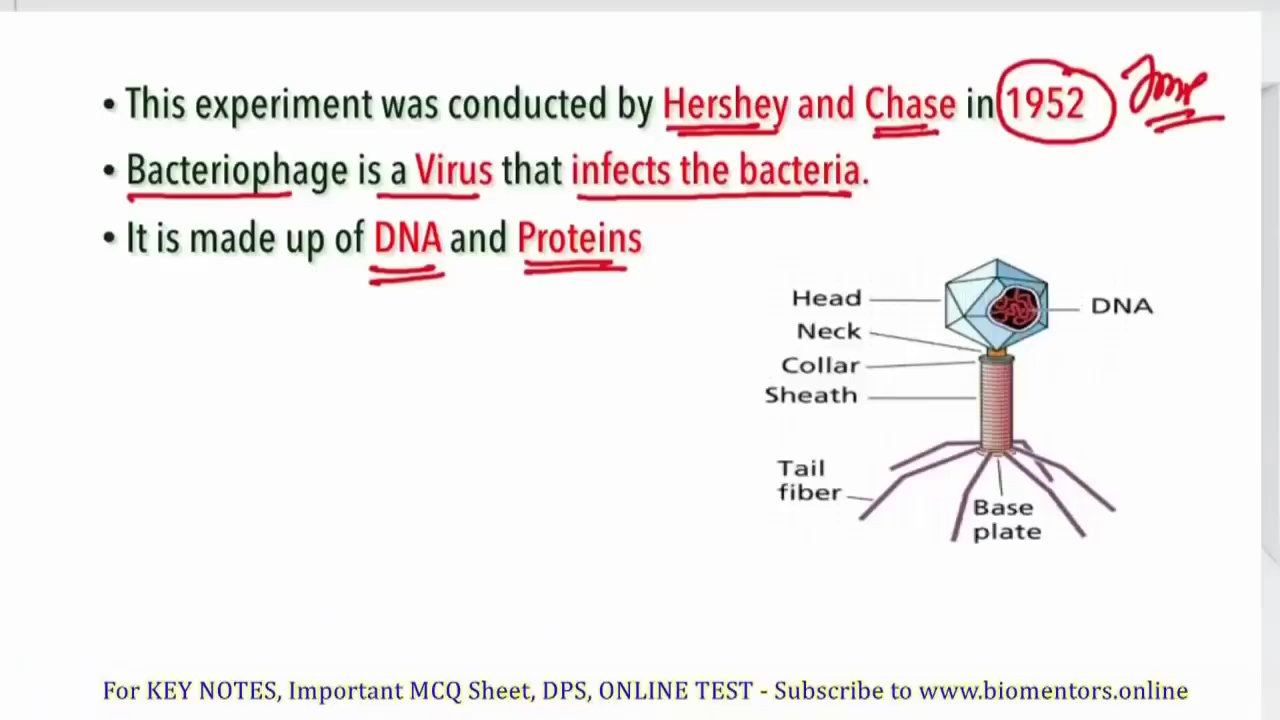 • This experiment was conducted by Hershey and Chase in 1952 Imp
• Bacteriophage is a Virus that infects the bacteria.
• It is made up of DNA and Proteins
Head
DNA
Neck
Collar
Sheath
Tail
fiber
Base
plate
For KEY NOTES, Important MCQ Sheet, DPS, ONLINE TEST - Subscribe to www.biomentors.online